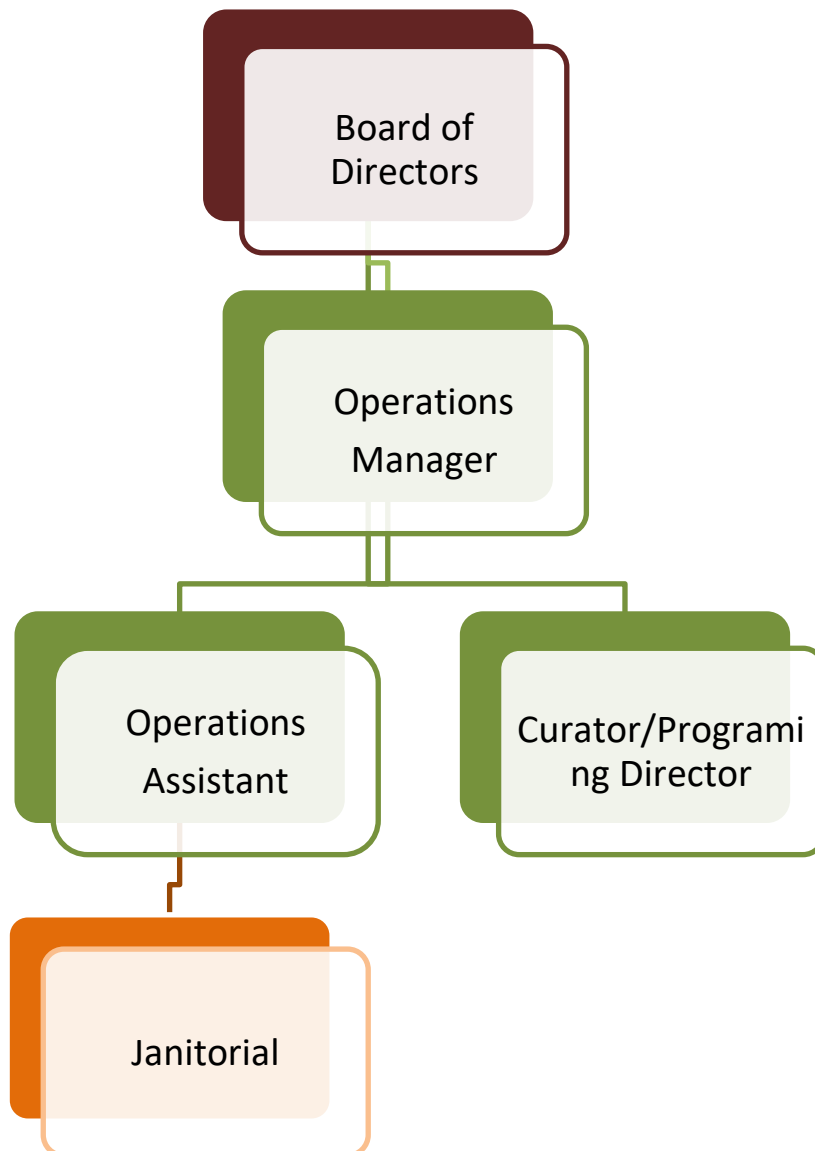 Board of
Directors
Operations
Manager
Operations
Assistant
Curator/Programi
ng Director
Janitorial